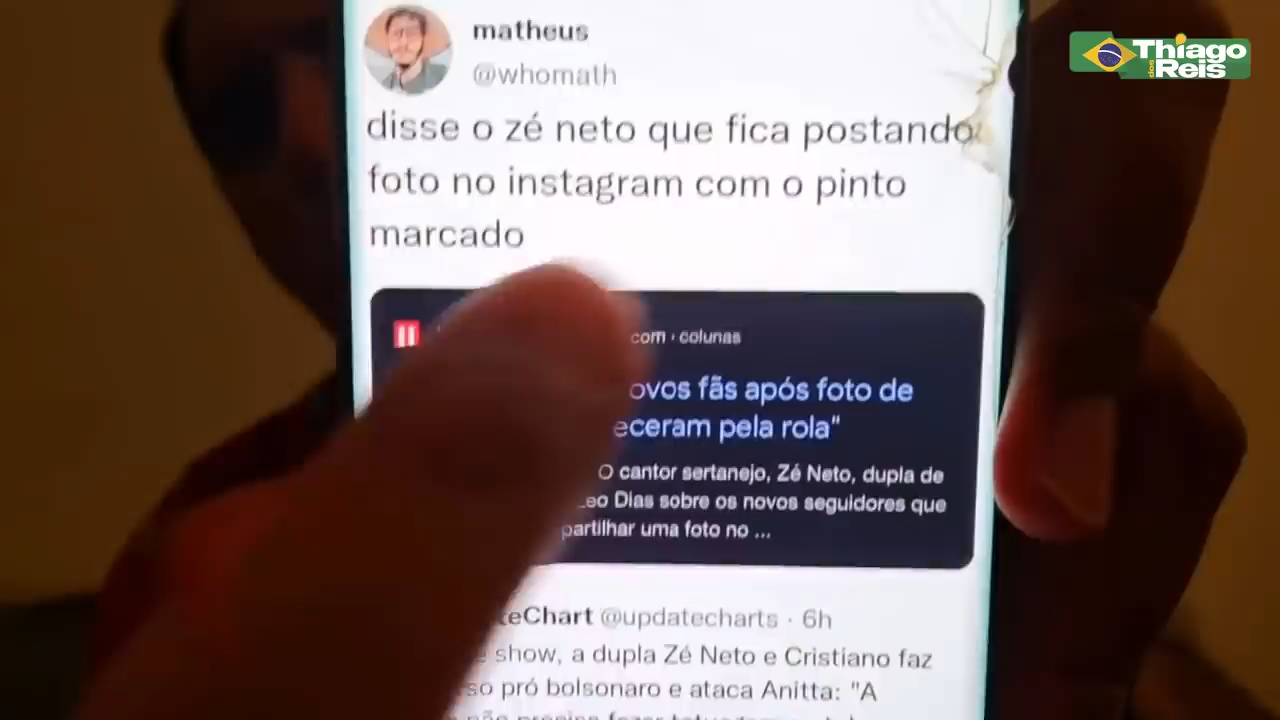 matheus
@whomath
Thiago
dos
Reis
disse o zé neto que fica postando
foto no instagram com o pinto
marcado
com › colunas
ovos fãs após foto de
eceram pela rola"
O cantor sertanejo, Zé Neto, dupla de
Leo Dias sobre os novos seguidores que
partilhar uma foto no ...
teChart @updatecharts · 6h
show, a dupla Zé Neto e Cristiano faz
so pró bolsonaro e ataca Anitta: "A